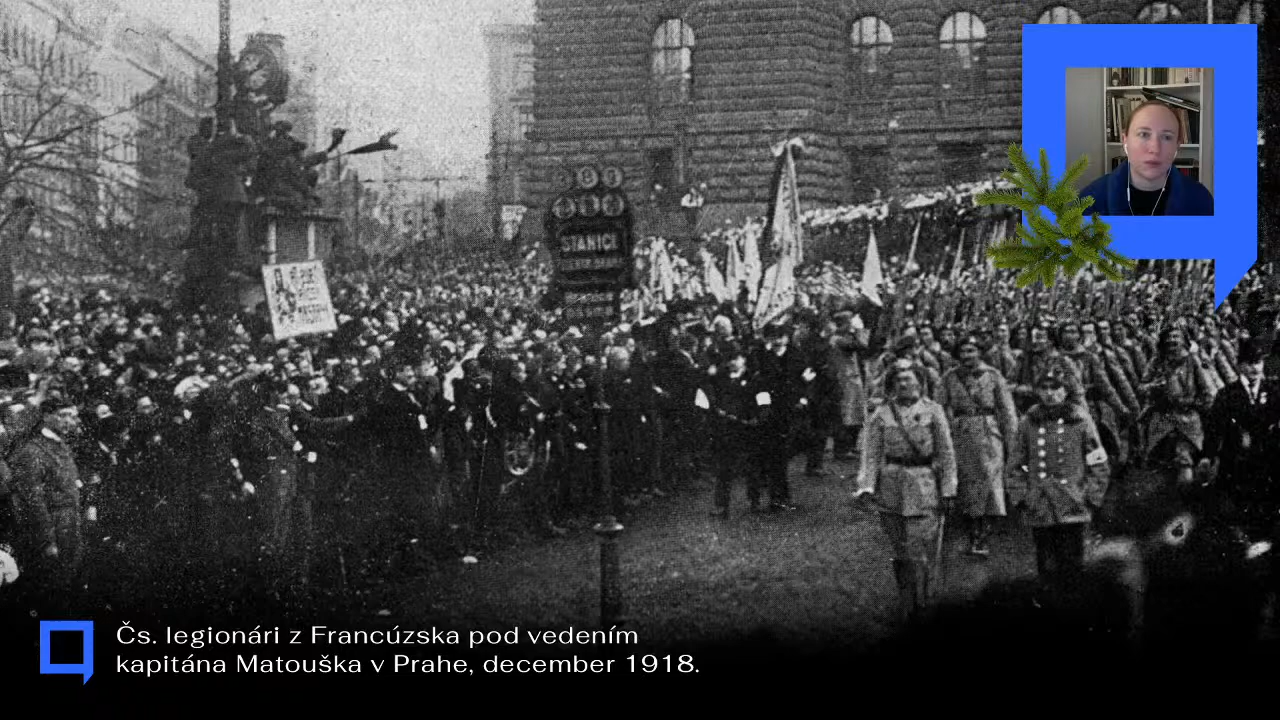 STANICE
Čs. legionári z Francúzska pod vedením
kapitána Matouška v Prahe, december 1918.